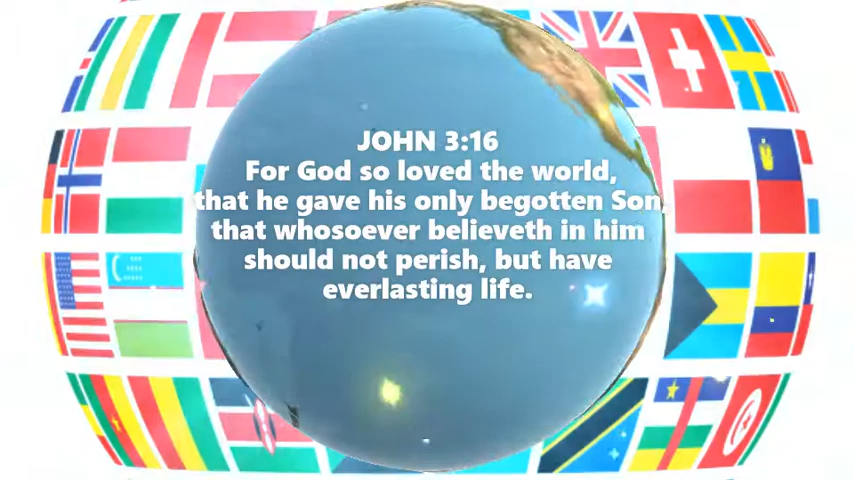 JOHN 3:16
For God so loved the world,
that he gave his only begotten Son,
that whosoever believeth in him
should not perish, but have
everlasting life.